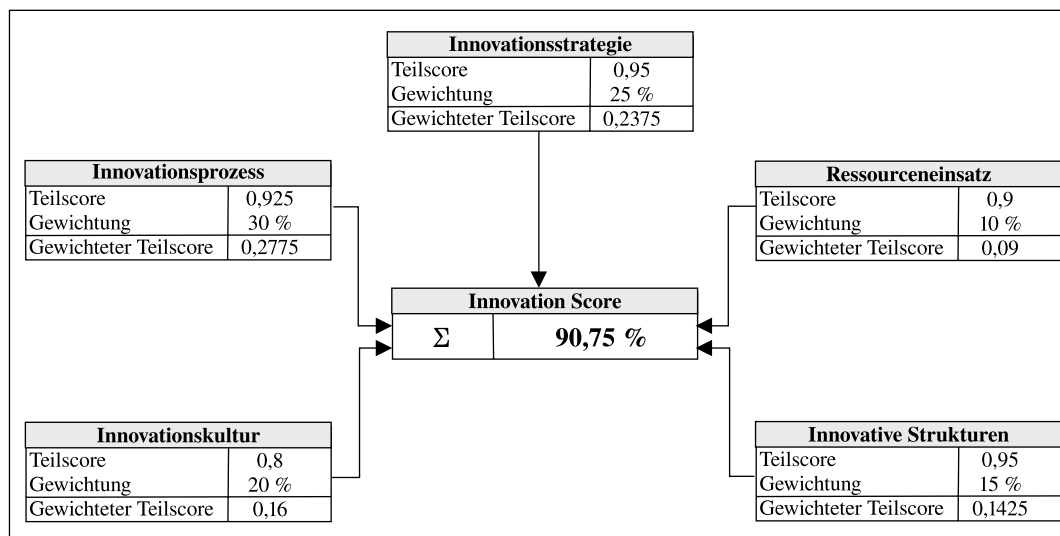 Innovationsstrategie
Teilscore 0,95
Gewichtung 25 %
Gewichteter Teilscore 0,2375
Innovationsprozess
Teilscore 0,925
Gewichtung 30 %
Gewichteter Teilscore 0,2775
Ressourceneinsatz
Teilscore 0,9
Gewichtung 10 %
Gewichteter Teilscore 0,09
Innovation Score
Σ 90,75 %
Innovationskultur
Teilscore 0,8
Gewichtung 20 %
Gewichteter Teilscore 0,16
Innovative Strukturen
Teilscore 0,95
Gewichtung 15 %
Gewichteter Teilscore 0,1425